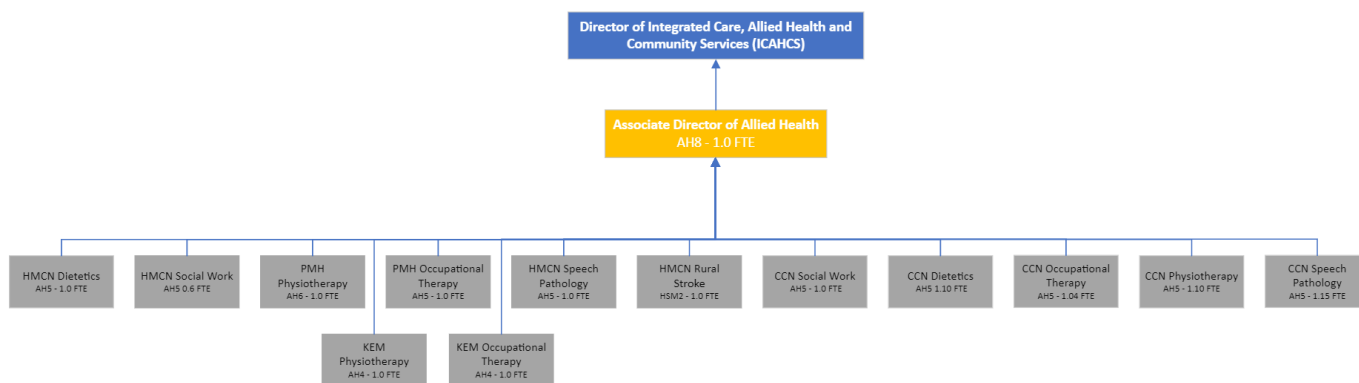 Director of Integrated Care, Allied Health and
Community Services (ICAHCS)
Associate Director of Allied Health
AH8 - 1.0 FTE
HMCN Dietetics
AH5 - 1.0 FTE
HMCN Social Work
AH5 0.6 FTE
PMH
Physiotherapy
AH6 - 1.0 FTE
PMH Occupational
Therapy
AH5 - 1.0 FTE
HMCN Speech
Pathology
AH5 - 1.0 FTE
HMCN Rural
Stroke
HSM2 - 1.0 FTE
CCN Social Work
AH5 - 1.0 FTE
CCN Dietetics
AH5 1.10 FTE
CCN Occupational
Therapy
AH5 - 1.04 FTE
CCN Physiotherapy
AH5 - 1.10 FTE
CCN Speech
Pathology
AH5 - 1.15 FTE
KEM
Physiotherapy
AH4 - 1.0 FTE
KEM Occupational
Therapy
AH4 - 1.0 FTE